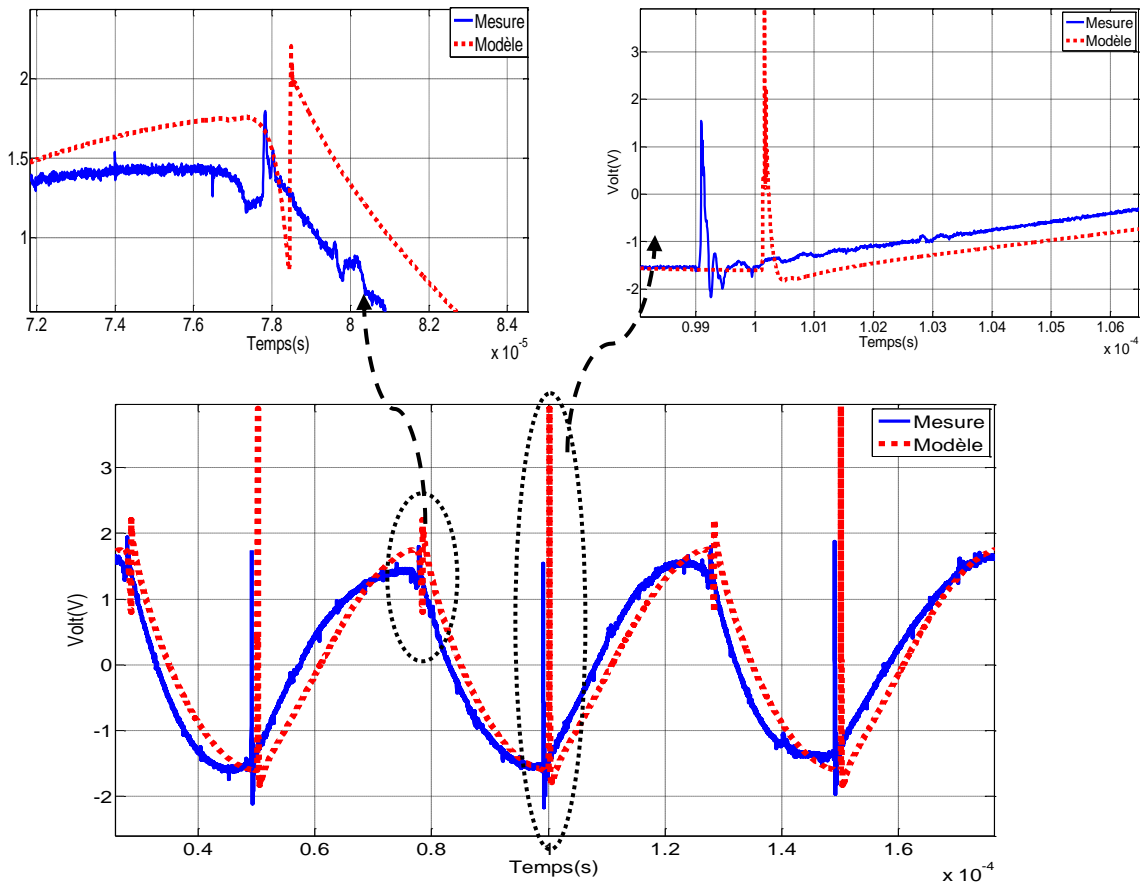 Mesure
Modèle
2
1.5
1
7.2 7.4 7.6 7.8 8 8.2 8.4
Temps(s)
x 10⁻⁵
Mesure
Modèle
Volt(V)
3
2
1
0
-1
-2
0.99 1 1.01 1.02 1.03 1.04 1.05 1.06
Temps(s)
x 10⁻⁴
Mesure
Modèle
Volt(V)
3
2
1
0
-1
-2
0.4 0.6 0.8 1 1.2 1.4 1.6
Temps(s)
x 10⁻⁴